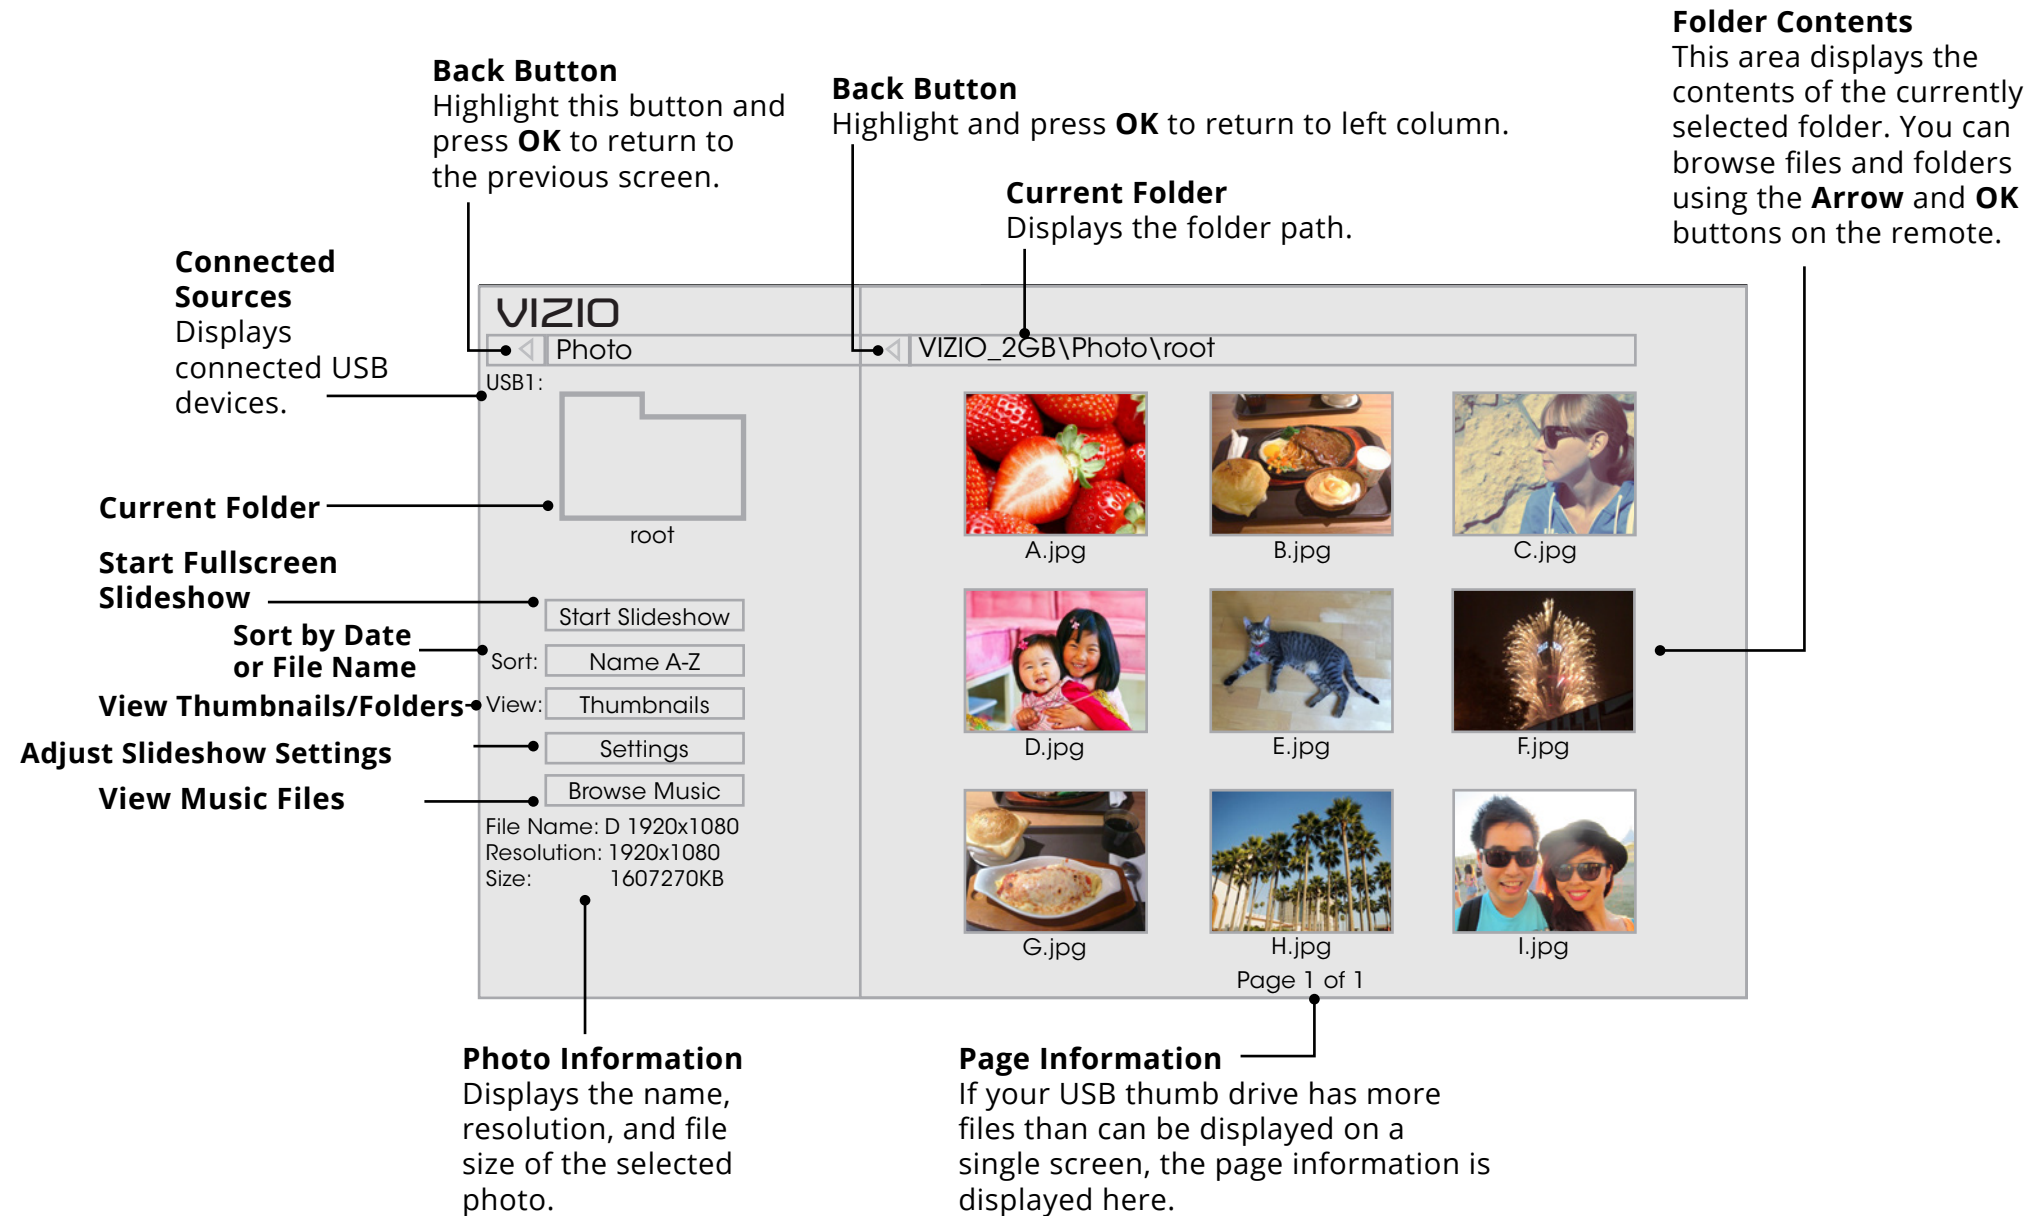 Folder Contents
This area displays the
contents of the currently
selected folder. You can
browse files and folders
using the Arrow and OK
buttons on the remote.
Back Button
Highlight this button and
press OK to return to
the previous screen.
Back Button
Highlight and press OK to return to left column.
Current Folder
Displays the folder path.
Connected
Sources
Displays
connected USB
devices.
Current Folder
Start Fullscreen
Slideshow
Sort by Date
or File Name
View Thumbnails/Folders
Adjust Slideshow Settings
View Music Files
VIZIO
Photo
USB1:
root
Start Slideshow
Sort: Name A-Z
View: Thumbnails
Settings
Browse Music
File Name: D 1920x1080
Resolution: 1920x1080
Size: 1607270KB
VIZIO_2GB\Photo\root
A.jpg B.jpg C.jpg
D.jpg E.jpg F.jpg
G.jpg H.jpg I.jpg
Page 1 of 1
Photo Information
Displays the name,
resolution, and file
size of the selected
photo.
Page Information
If your USB thumb drive has more
files than can be displayed on a
single screen, the page information is
displayed here.